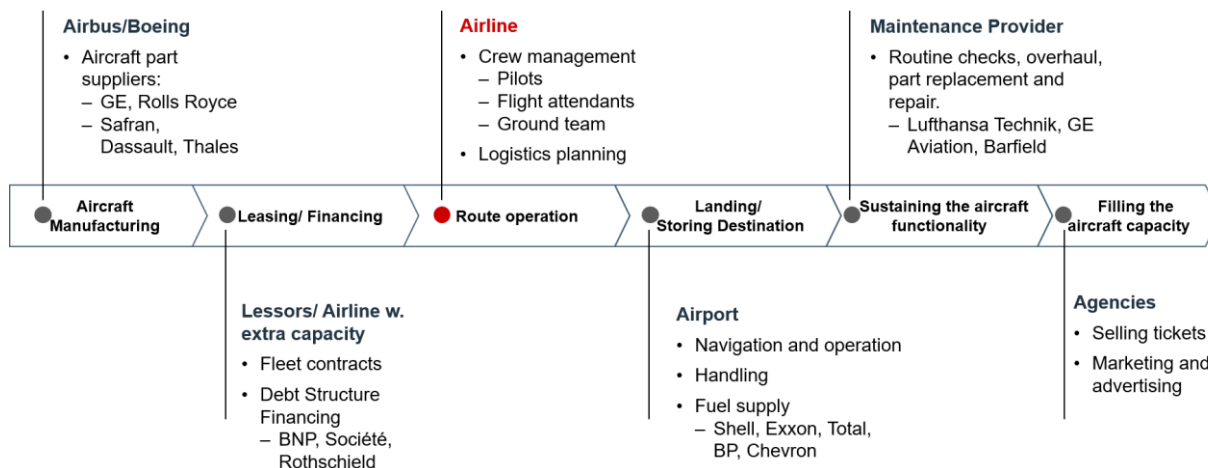 Airbus/Boeing
• Aircraft part
suppliers:
– GE, Rolls Royce
– Safran,
Dassault, Thales
Airline
• Crew management
– Pilots
– Flight attendants
– Ground team
• Logistics planning
Maintenance Provider
• Routine checks, overhaul,
part replacement and
repair.
– Lufthansa Technik, GE
Aviation, Barfield
Aircraft
Manufacturing
Leasing/ Financing
Route operation
Landing/
Storing Destination
Sustaining the aircraft
functionality
Filling the
aircraft capacity
Lessors/ Airline w.
extra capacity
• Fleet contracts
• Debt Structure
Financing
– BNP, Société,
Rothschield
Airport
• Navigation and operation
• Handling
• Fuel supply
– Shell, Exxon, Total,
BP, Chevron
Agencies
• Selling tickets
• Marketing and
advertising